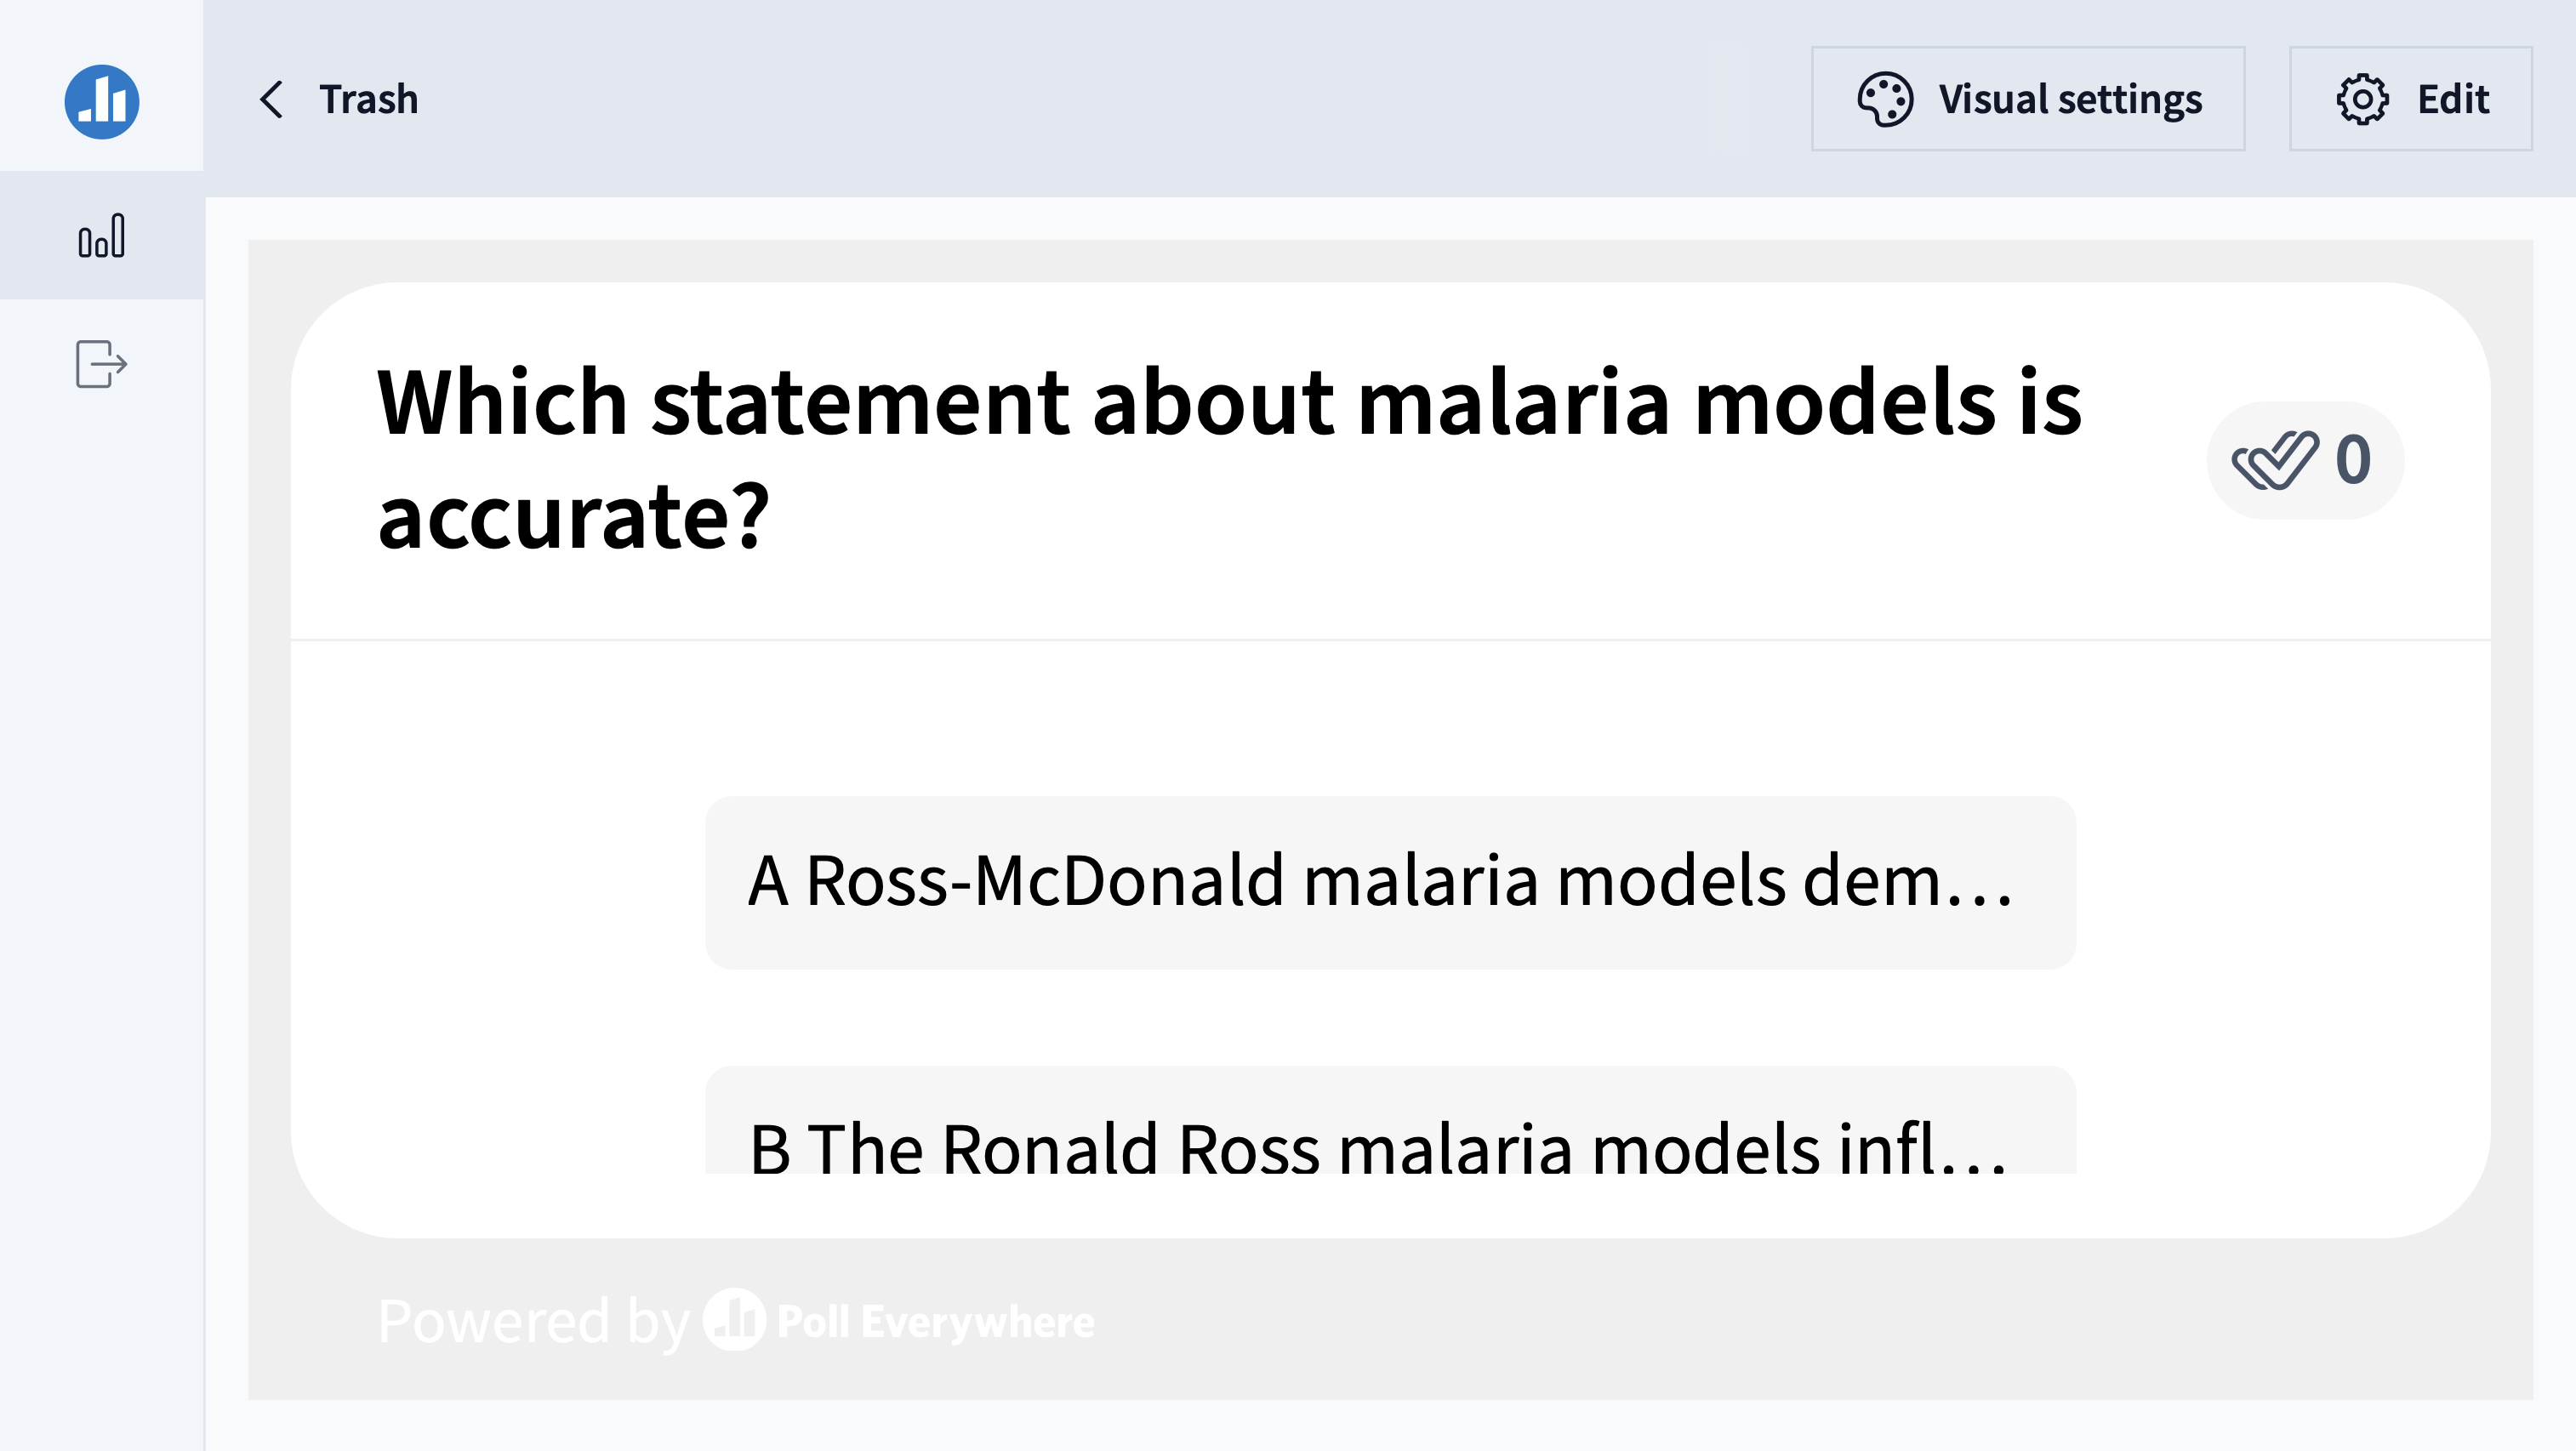 Trash
Visual settings
Edit
Which statement about malaria models is
accurate?
0
A Ross-McDonald malaria models dem…
B The Ronald Ross malaria models infl…
Powered by Poll Everywhere